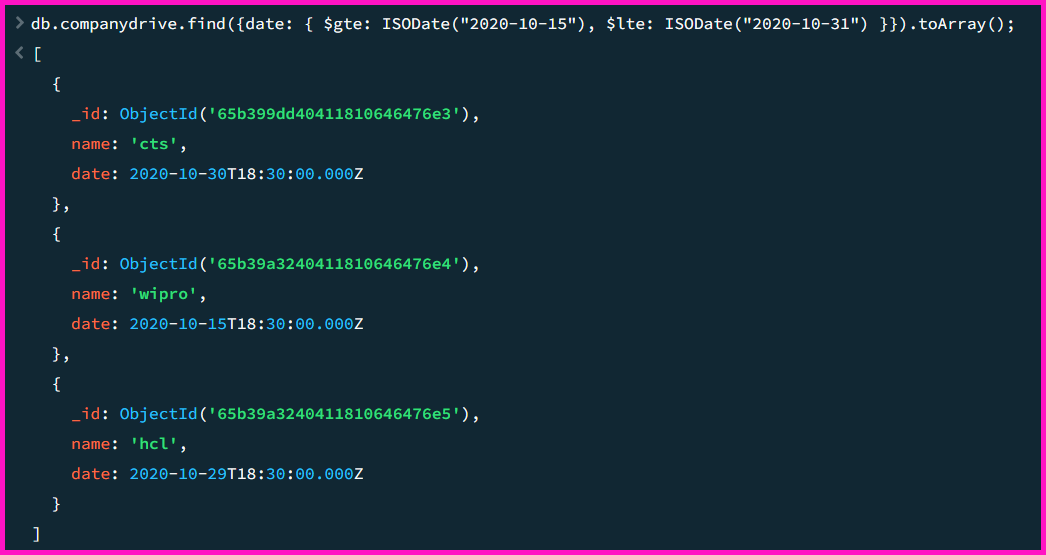 > db.companydrive.find({date: { $gte: ISODate("2020-10-15"), $lte: ISODate("2020-10-31") }}).toArray();
< [
{
_id: ObjectId('65b399dd40411810646476e3'),
name: 'cts',
date: 2020-10-30T18:30:00.000Z
},
{
_id: ObjectId('65b39a3240411810646476e4'),
name: 'wipro',
date: 2020-10-15T18:30:00.000Z
},
{
_id: ObjectId('65b39a3240411810646476e5'),
name: 'hcl',
date: 2020-10-29T18:30:00.000Z
}
]